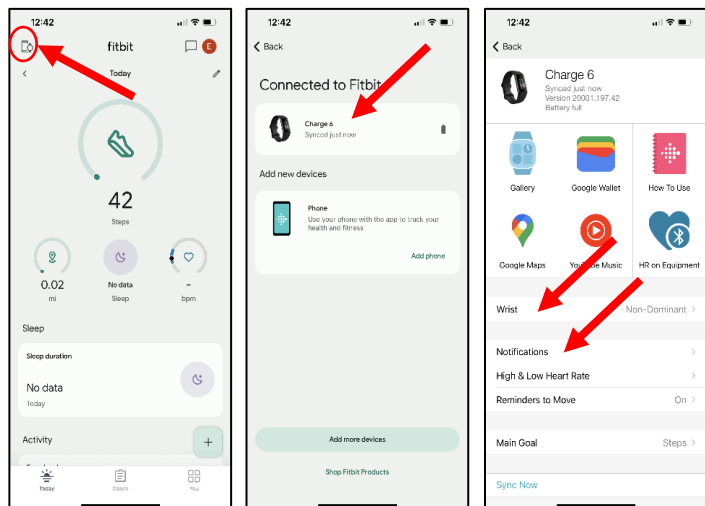 12:42
fitbit
E
Today
42
Steps
0.02
mi
No data
Sleep
-
bpm
Sleep
Sleep duration
No data
Today
Activity
+
Today
Coach
You
12:42
Back
Connected to Fitbit
Charge 6
Synced just now
Add new devices
Phone
Use your phone with the app to track your
health and fitness
Add phone
Add more devices
Shop Fitbit Products
12:42
Back
Charge 6
Synced just now
Version 20001.197.42
Battery full
Gallery
Google Wallet
How To Use
Google Maps
YouTube Music
HR on Equipment
Wrist
Non-Dominant
Notifications
High & Low Heart Rate
Reminders to Move
On
Main Goal
Steps
Sync Now